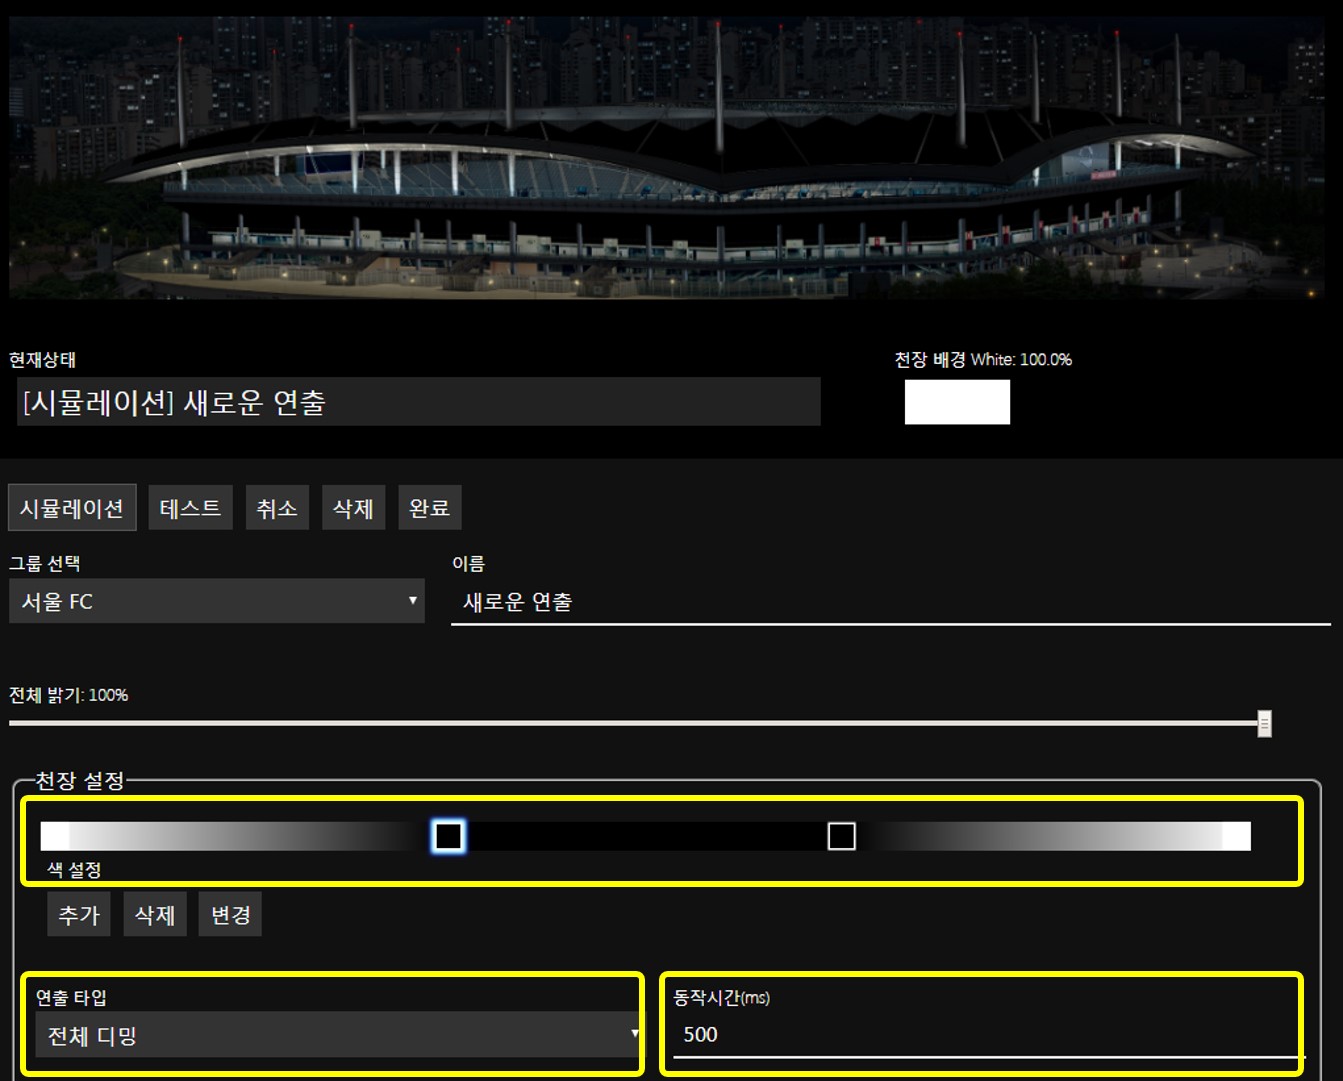 현재상태
천장 배경 White: 100.0%
[시뮬레이션] 새로운 연출
시뮬레이션 테스트 취소 삭제 완료
그룹 선택
이름
서울 FC
새로운 연출
전체 밝기: 100%
천장 설정
색 설정
추가 삭제 변경
연출 타입
동작시간(ms)
전체 디밍
500